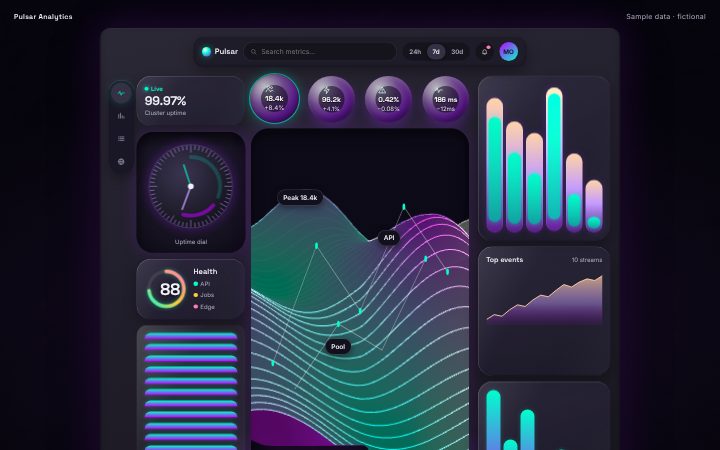 Pulsar Analytics
Sample data · fictional
Pulsar
Search metrics...
24h
7d
30d
MO
Live
99.97%
Cluster uptime
18.4k
+8.4%
96.2k
+4.1%
0.42%
−0.08%
186 ms
−12ms
Uptime dial
Peak 18.4k
API
Pool
88
Health
API
Jobs
Edge
Top events
10 streams